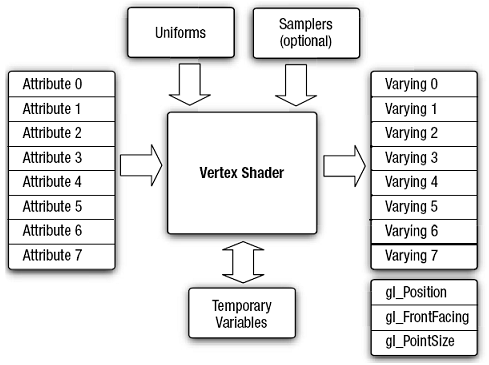 Uniforms
Samplers
(optional)
Attribute 0
Attribute 1
Attribute 2
Attribute 3
Attribute 4
Attribute 5
Attribute 6
Attribute 7
Vertex Shader
Varying 0
Varying 1
Varying 2
Varying 3
Varying 4
Varying 5
Varying 6
Varying 7
Temporary
Variables
gl_Position
gl_FrontFacing
gl_PointSize